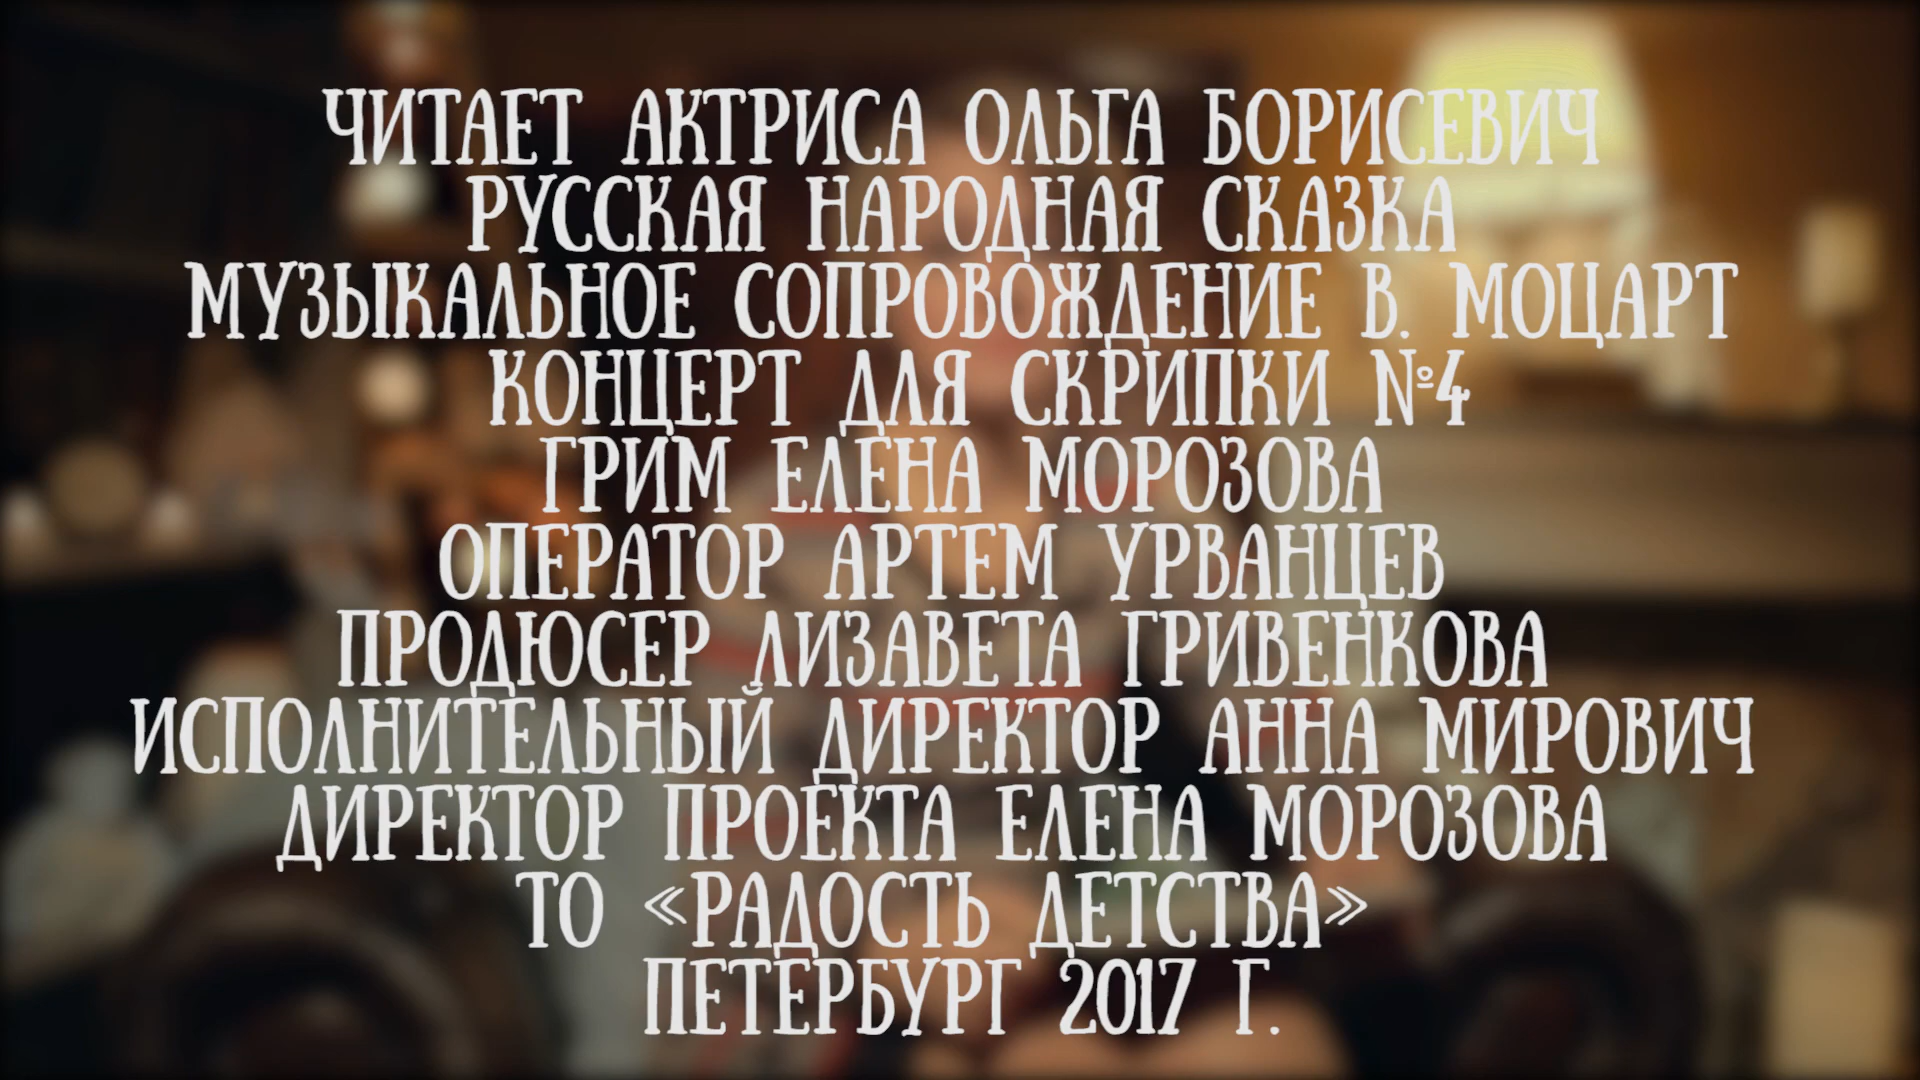 ЧИТАЕТ АКТРИСА ОЛЬГА БОРИСЕВИЧ
РУССКАЯ НАРОДНАЯ СКАЗКА
МУЗЫКАЛЬНОЕ СОПРОВОЖДЕНИЕ В. МОЦАРТ
КОНЦЕРТ ДЛЯ СКРИПКИ №4
ГРИМ ЕЛЕНА МОРОЗОВА
ОПЕРАТОР АРТЕМ УРВАНЦЕВ
ПРОДЮСЕР ЛИЗАВЕТА ГРИВЕНКОВА
ИСПОЛНИТЕЛЬНЫЙ ДИРЕКТОР АННА МИРОВИЧ
ДИРЕКТОР ПРОЕКТА ЕЛЕНА МОРОЗОВА
ТО «РАДОСТЬ ДЕТСТВА»
ПЕТЕРБУРГ 2017 Г.